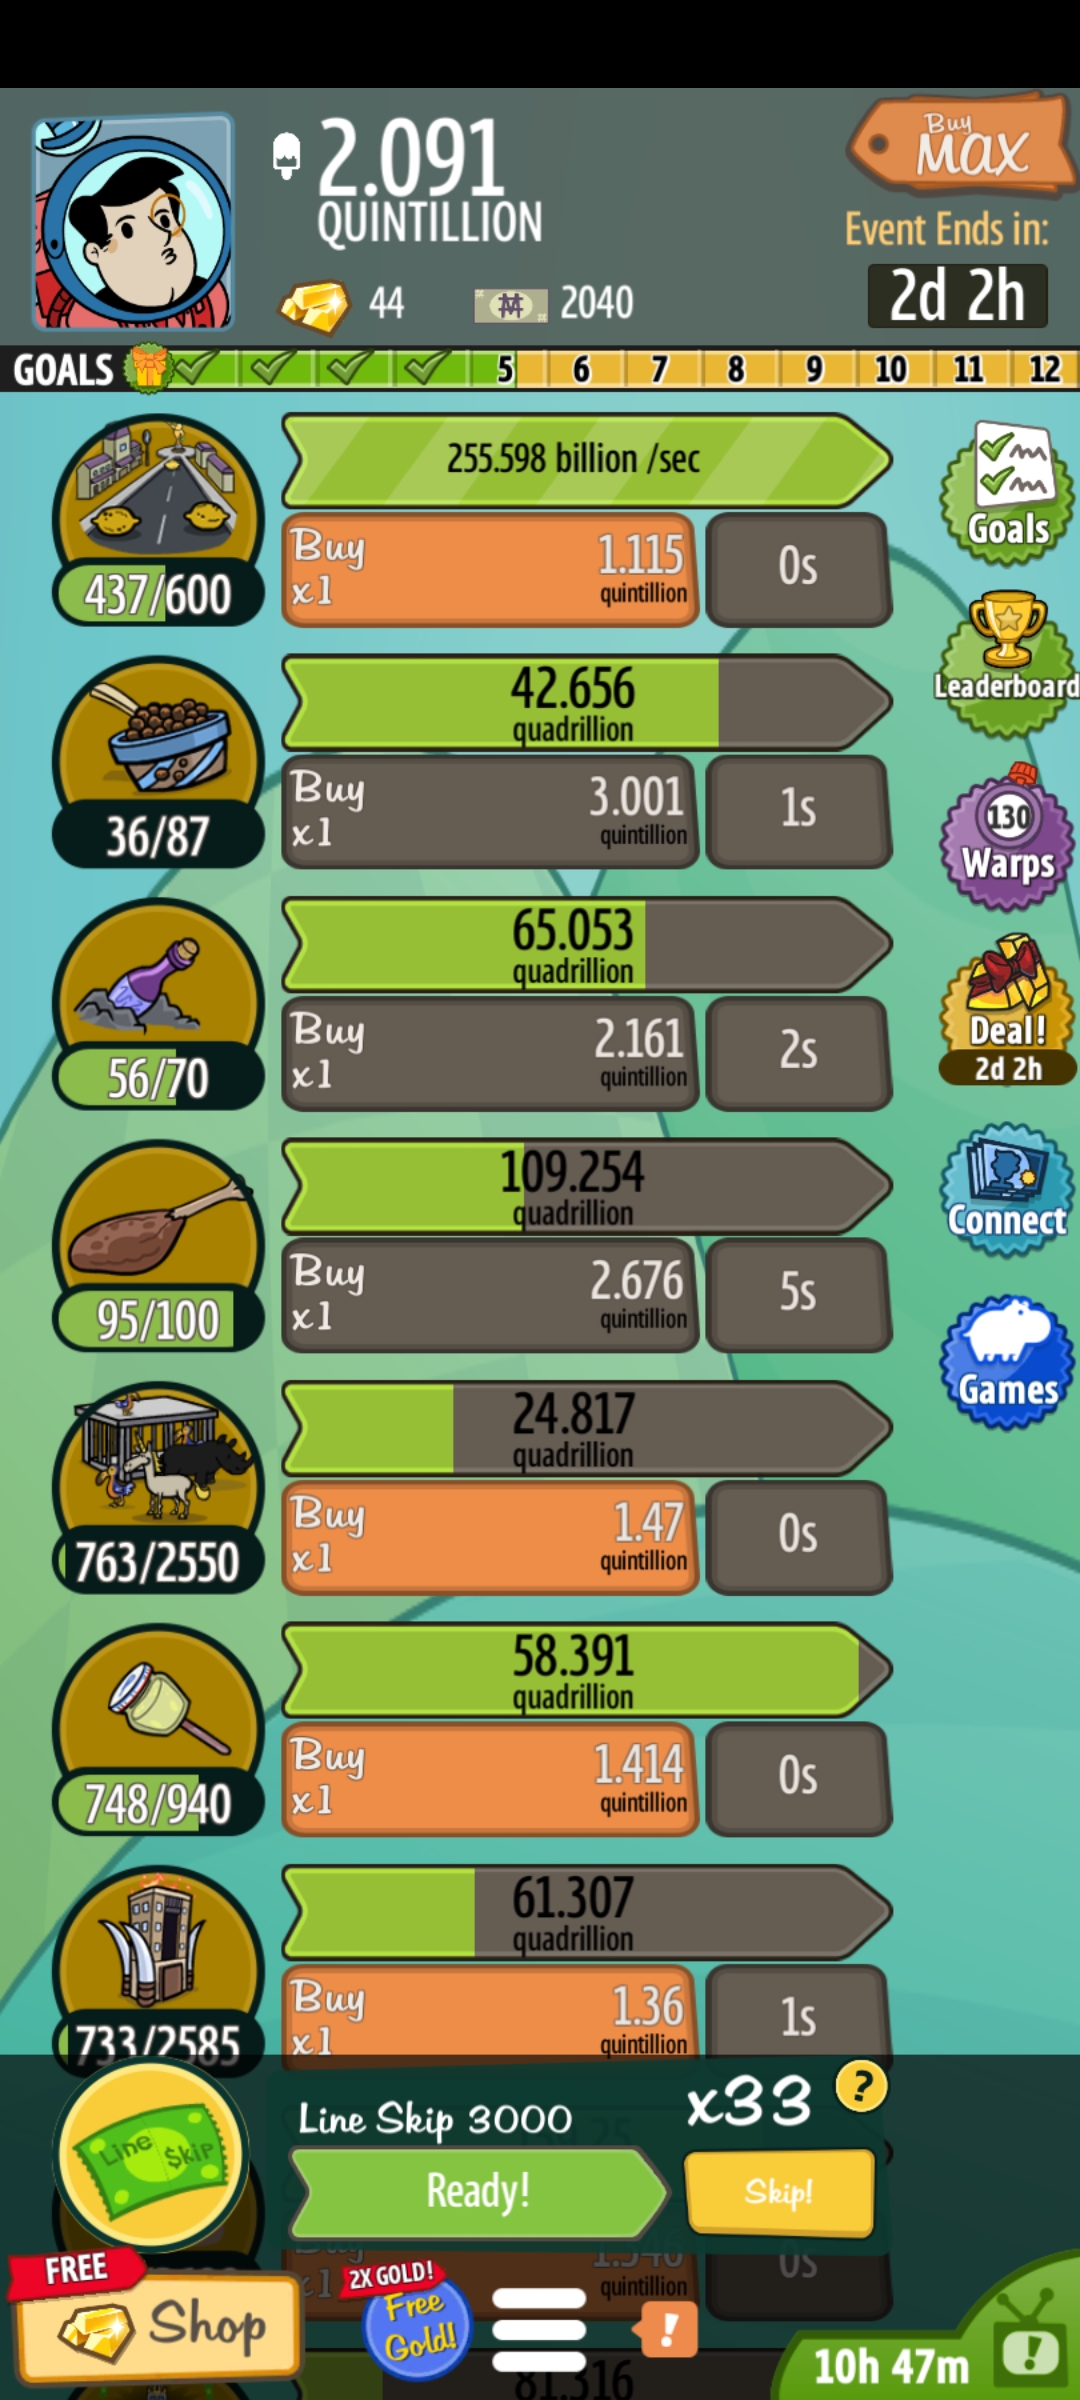 2.091
QUINTILLION
Buy
MAX
Event Ends in:
2d 2h
44
2040
GOALS
5 6 7 8 9 10 11 12
255.598 billion /sec
Buy
x1
1.115
quintillion
0s
437/600
Goals
Leaderboard
42.656
quadrillion
Buy
x1
3.001
quintillion
1s
36/87
130
Warps
65.053
quadrillion
Buy
x1
2.161
quintillion
2s
56/70
Deal!
2d 2h
109.254
quadrillion
Buy
x1
2.676
quintillion
5s
95/100
Connect
24.817
quadrillion
Buy
x1
1.47
quintillion
0s
763/2550
Games
58.391
quadrillion
Buy
x1
1.414
quintillion
0s
748/940
61.307
quadrillion
Buy
x1
1.36
quintillion
1s
733/2585
Line Skip
Line Skip 3000
x33
?
Ready!
Skip!
quintillion
0s
FREE
Shop
2X GOLD!
Free
Gold!
!
81.316
10h 47m
!